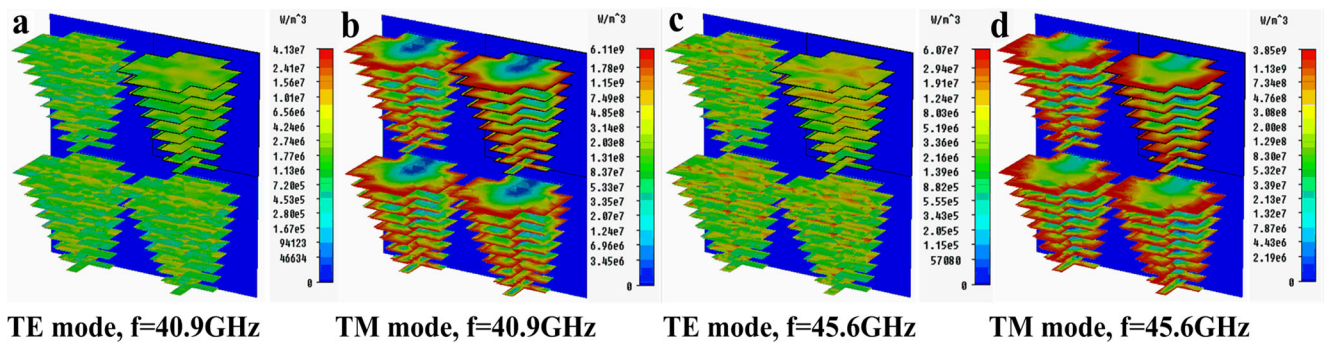 a
W/m^3
4.13e7
2.41e7
1.56e7
1.01e7
6.56e6
4.24e6
2.74e6
1.77e6
1.13e6
7.20e5
4.53e5
2.80e5
1.67e5
94123
46634
0
TE mode, f=40.9GHz
b
W/m^3
6.11e9
1.78e9
1.15e9
7.49e8
4.85e8
3.14e8
2.03e8
1.31e8
8.37e7
5.33e7
3.35e7
2.07e7
1.24e7
6.96e6
3.45e6
0
TM mode, f=40.9GHz
c
W/m^3
6.07e7
2.94e7
1.91e7
1.24e7
8.03e6
5.19e6
3.36e6
2.16e6
1.39e6
8.82e5
5.55e5
3.43e5
2.05e5
1.15e5
57080
0
TE mode, f=45.6GHz
d
W/m^3
3.85e9
1.13e9
7.34e8
4.76e8
3.08e8
2.00e8
1.29e8
8.30e7
5.32e7
3.39e7
2.13e7
1.32e7
7.87e6
4.43e6
2.19e6
0
TM mode, f=45.6GHz